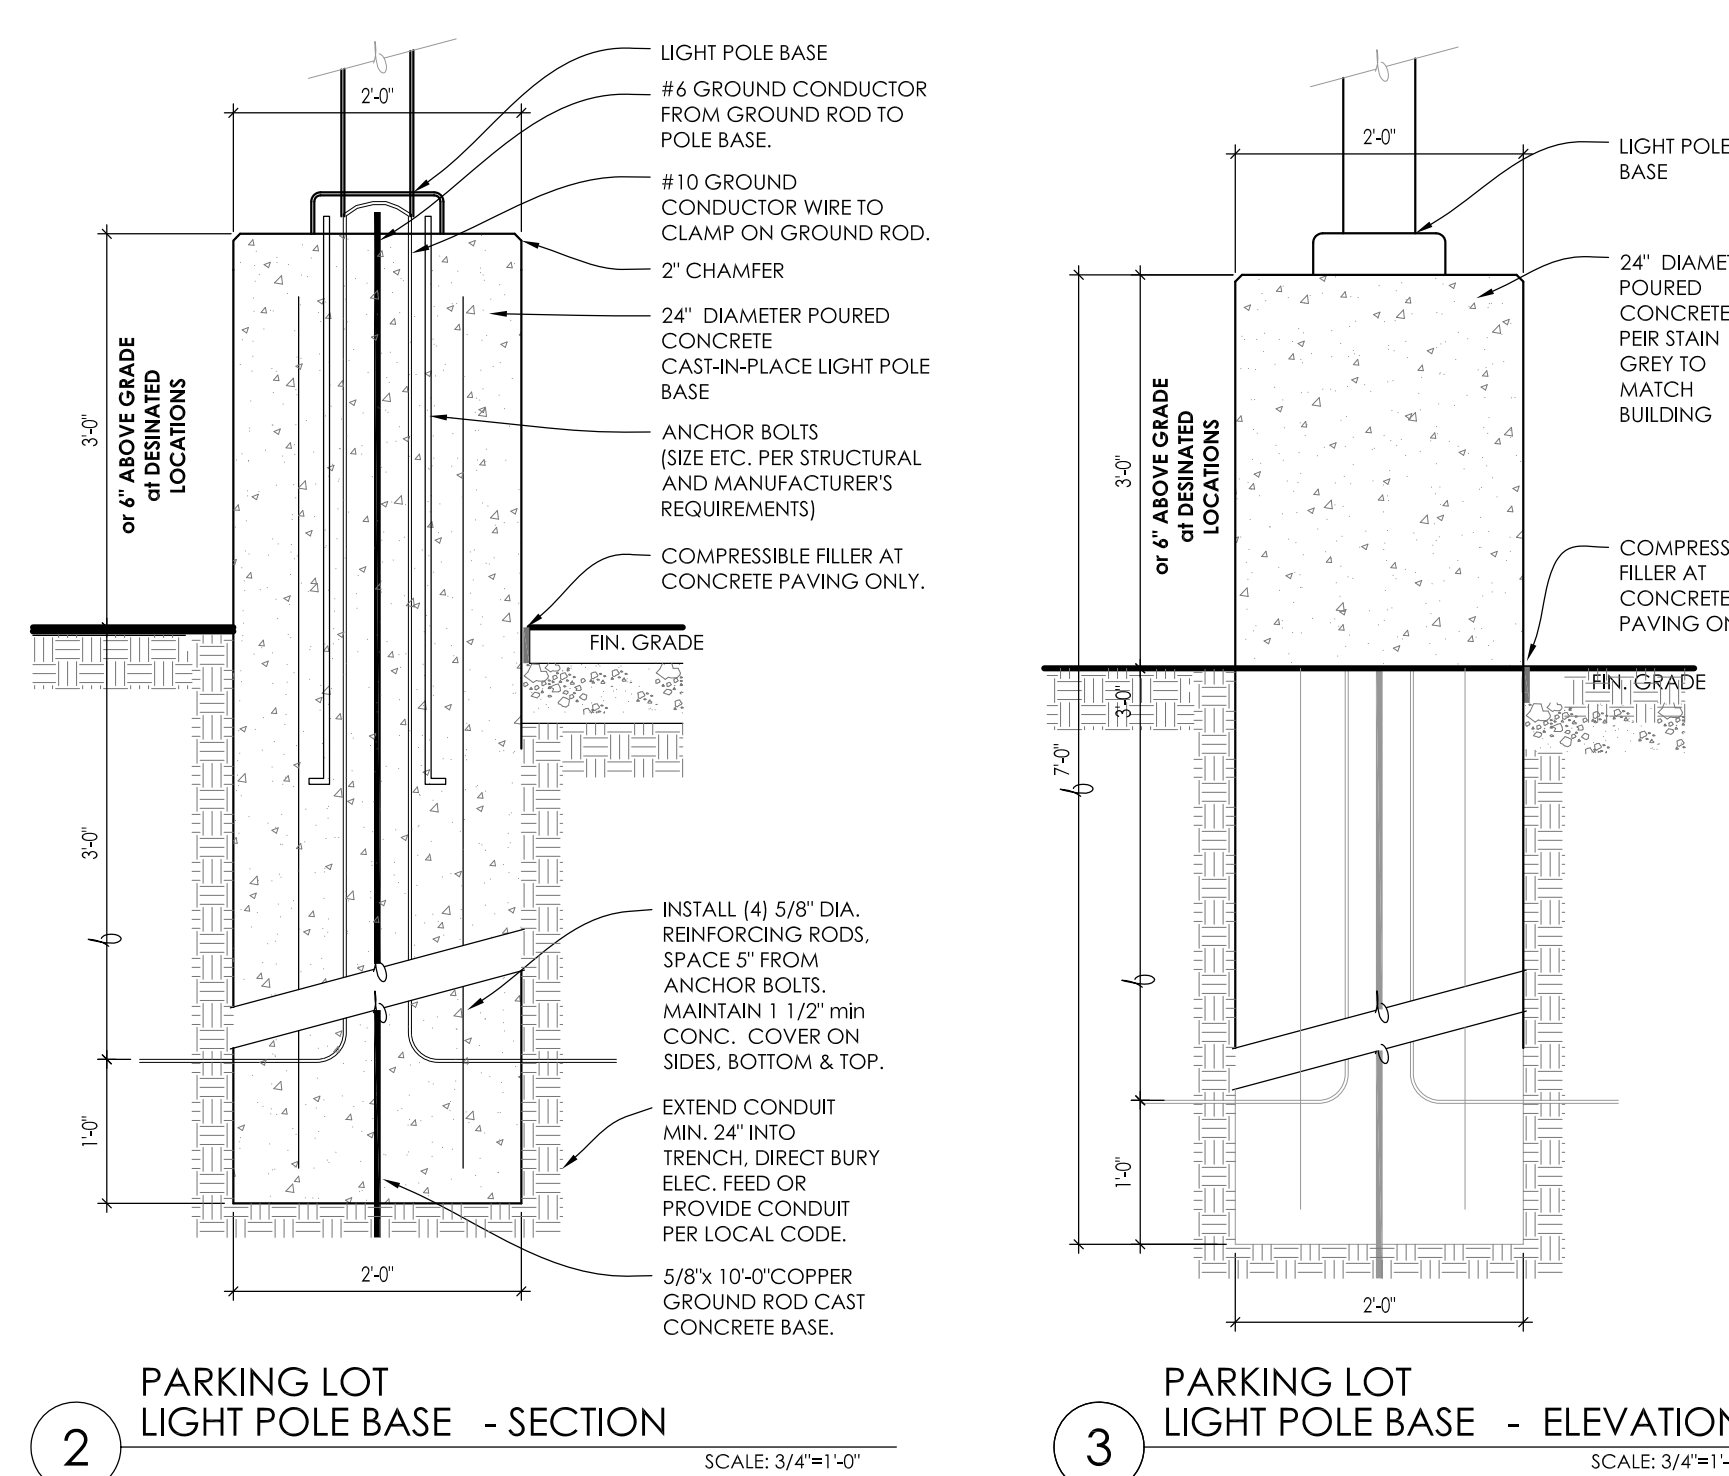 2'-0"
LIGHT POLE BASE
#6 GROUND CONDUCTOR
FROM GROUND ROD TO
POLE BASE.
#10 GROUND
CONDUCTOR WIRE TO
CLAMP ON GROUND ROD.
2" CHAMFER
24" DIAMETER POURED
CONCRETE
CAST-IN-PLACE LIGHT POLE
BASE
ANCHOR BOLTS
(SIZE ETC. PER STRUCTURAL
AND MANUFACTURER'S
REQUIREMENTS)
COMPRESSIBLE FILLER AT
CONCRETE PAVING ONLY.
FIN. GRADE
3'-0"
or 6" ABOVE GRADE
at DESINATED
LOCATIONS
3'-0"
1'-0"
INSTALL (4) 5/8" DIA.
REINFORCING RODS,
SPACE 5" FROM
ANCHOR BOLTS.
MAINTAIN 1 1/2" min
CONC. COVER ON
SIDES, BOTTOM & TOP.
EXTEND CONDUIT
MIN. 24" INTO
TRENCH, DIRECT BURY
ELEC. FEED OR
PROVIDE CONDUIT
PER LOCAL CODE.
5/8"x 10'-0"COPPER
GROUND ROD CAST
CONCRETE BASE.
2'-0"
2
PARKING LOT
LIGHT POLE BASE - SECTION
SCALE: 3/4"=1'-0"
2'-0"
LIGHT POLE
BASE
24" DIAME
POURED
CONCRETE
PEIR STAIN
GREY TO
MATCH
BUILDING
COMPRESS
FILLER AT
CONCRETE
PAVING ON
FIN. GRADE
3'-0"
or 6" ABOVE GRADE
at DESINATED
LOCATIONS
3'-0"
7'-0"
1'-0"
2'-0"
3
PARKING LOT
LIGHT POLE BASE - ELEVATION
SCALE: 3/4"=1'-